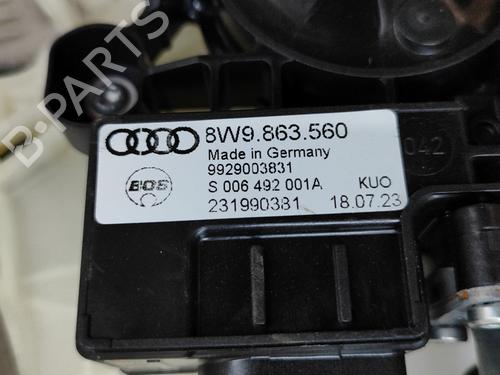 8W9.863.560
Made in Germany
9929003831
BOS
S 006 492 001A KUO
231990381 18.07.23
042
B-PARTS